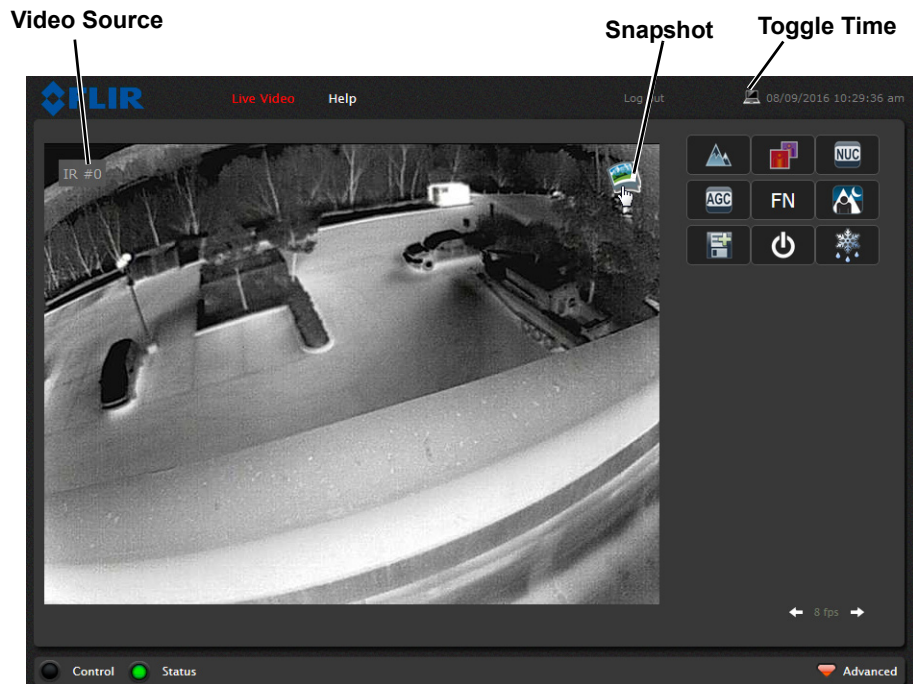 Video Source
Snapshot
Toggle Time
FLIR
Live Video
Help
Log out
08/09/2016 10:29:36 am
IR #0
NUC
AGC
FN
8 fps
Control
Status
Advanced